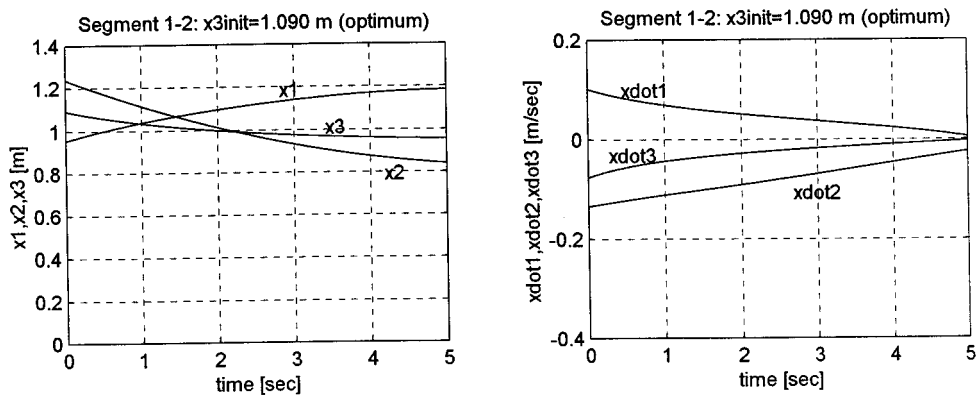 Segment 1-2: x3init=1.090 m (optimum)
x1,x2,x3 [m]
1.4
1.2
1
0.8
0.6
0.4
0.2
0
x1
x3
x2
0 1 2 3 4 5
time [sec]
Segment 1-2: x3init=1.090 m (optimum)
xdot1,xdot2,xdot3 [m/sec]
0.2
0
-0.2
-0.4
xdot1
xdot3
xdot2
0 1 2 3 4 5
time [sec]